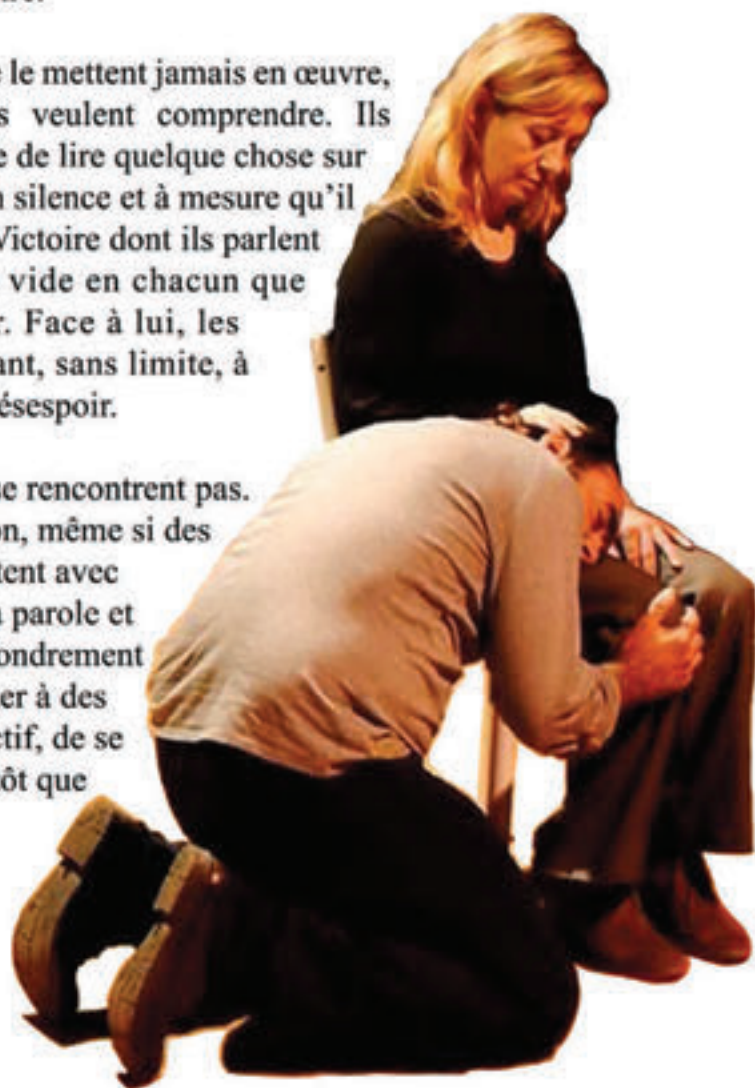 e le mettent jamais en œuvre,
s veulent comprendre. Ils
e de lire quelque chose sur
n silence et à mesure qu'il
Victoire dont ils parlent
vide en chacun que
r. Face à lui, les
ant, sans limite, à
ésespoir.
se rencontrent pas.
on, même si des
tent avec
a parole et
ondrement
er à des
ctif, de se
ôt que